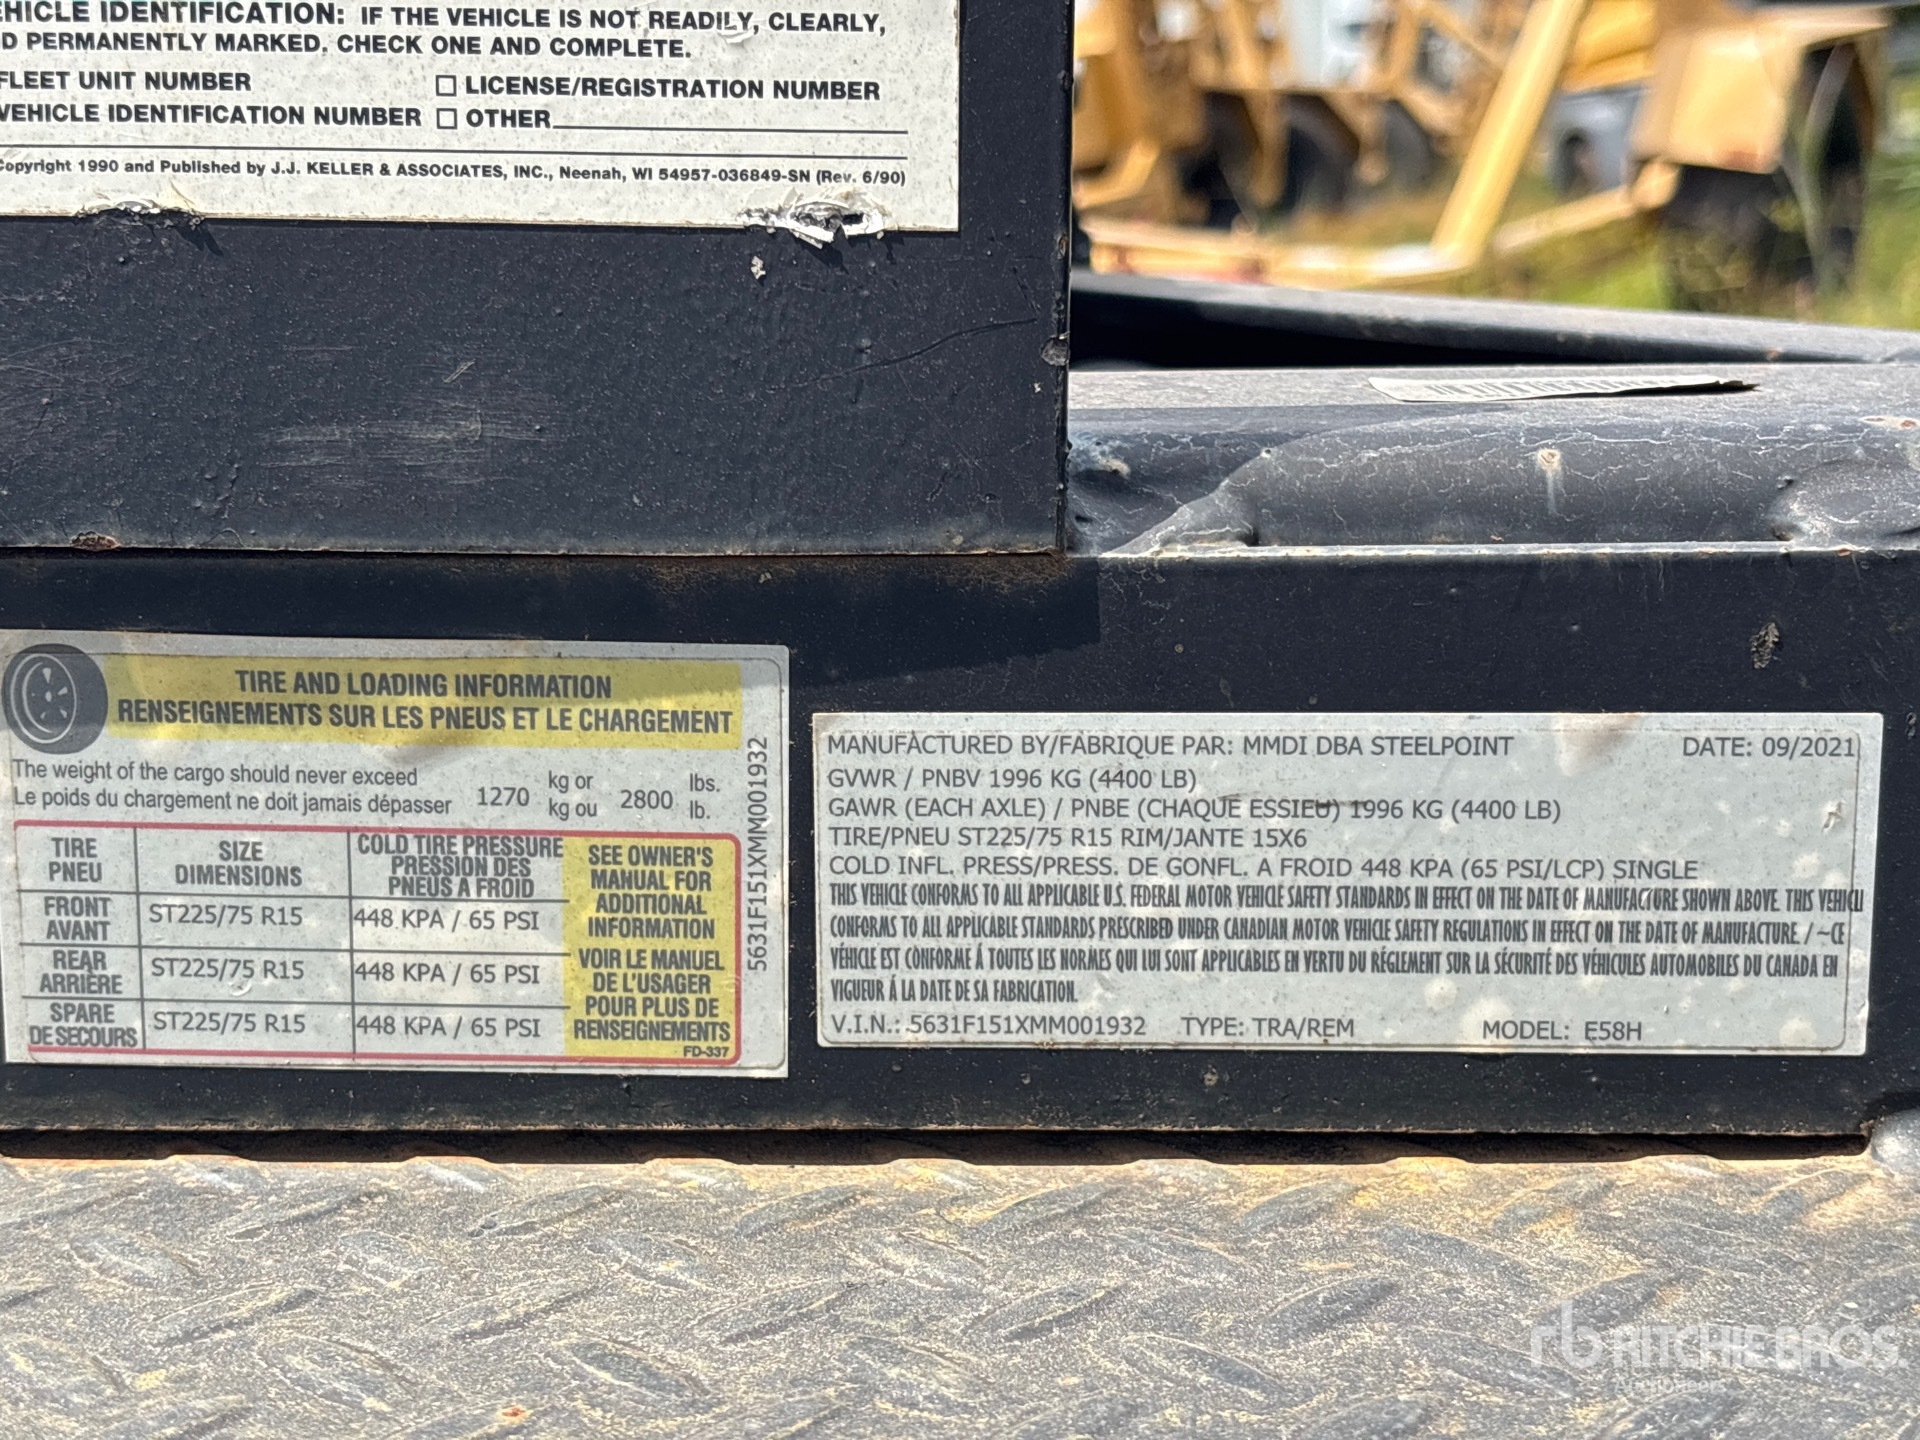 EHICLE IDENTIFICATION: IF THE VEHICLE IS NOT READILY, CLEARLY,
D PERMANENTLY MARKED. CHECK ONE AND COMPLETE.
FLEET UNIT NUMBER ☐ LICENSE/REGISTRATION NUMBER
VEHICLE IDENTIFICATION NUMBER ☐ OTHER
Copyright 1990 and Published by J.J. KELLER & ASSOCIATES, INC., Neenah, WI 54957-0368 49-SN (Rev. 6/90)
TIRE AND LOADING INFORMATION
RENSEIGNEMENTS SUR LES PNEUS ET LE CHARGEMENT
The weight of the cargo should never exceed 1270 kg or 2800 lbs.
Le poids du chargement ne doit jamais dépasser kg ou lb.
TIRE PNEU
SIZE DIMENSIONS
COLD TIRE PRESSURE
PRESSION DES
PNEUS A FROID
FRONT AVANT ST225/75 R15 448 KPA / 65 PSI
REAR ARRIÈRE ST225/75 R15 448 KPA / 65 PSI
SPARE DE SECOURS ST225/75 R15 448 KPA / 65 PSI
SEE OWNER'S
MANUAL FOR
ADDITIONAL
INFORMATION
VOIR LE MANUEL
DE L'USAGER
POUR PLUS DE
RENSEIGNEMENTS
FD-337
5631F151XMM001932
MANUFACTURED BY/FABRIQUE PAR: MMDI DBA STEELPOINT DATE: 09/2021
GVWR / PNBV 1996 KG (4400 LB)
GAWR (EACH AXLE) / PNBE (CHAQUE ESSIEU) 1996 KG (4400 LB)
TIRE/PNEU ST225/75 R15 RIM/JANTE 15X6
COLD INFL. PRESS/PRESS. DE GONFL. A FROID 448 KPA (65 PSI/LCP) SINGLE
THIS VEHICLE CONFORMS TO ALL APPLICABLE U.S. FEDERAL MOTOR VEHICLE SAFETY STANDARDS IN EFFECT ON THE DATE OF MANUFACTURE SHOWN ABOVE. THIS VEHICL
CONFORMS TO ALL APPLICABLE STANDARDS PRESCRIBED UNDER CANADIAN MOTOR VEHICLE SAFETY REGULATIONS IN EFFECT ON THE DATE OF MANUFACTURE. / ~CE
VÉHICLE EST CONFORME Á TOUTES LES NORMES QUI LUI SONT APPLICABLES EN VERTU DU RÉGLEMENT SUR LA SÉCURITÉ DES VÉHICULES AUTOMOBILES DU CANADA EN
VIGUEUR Á LA DATE DE SA FABRICATION.
V.I.N.: 5631F151XMM001932 TYPE: TRA/REM MODEL: E58H
rb RITCHIE BROS.
Auctioneers